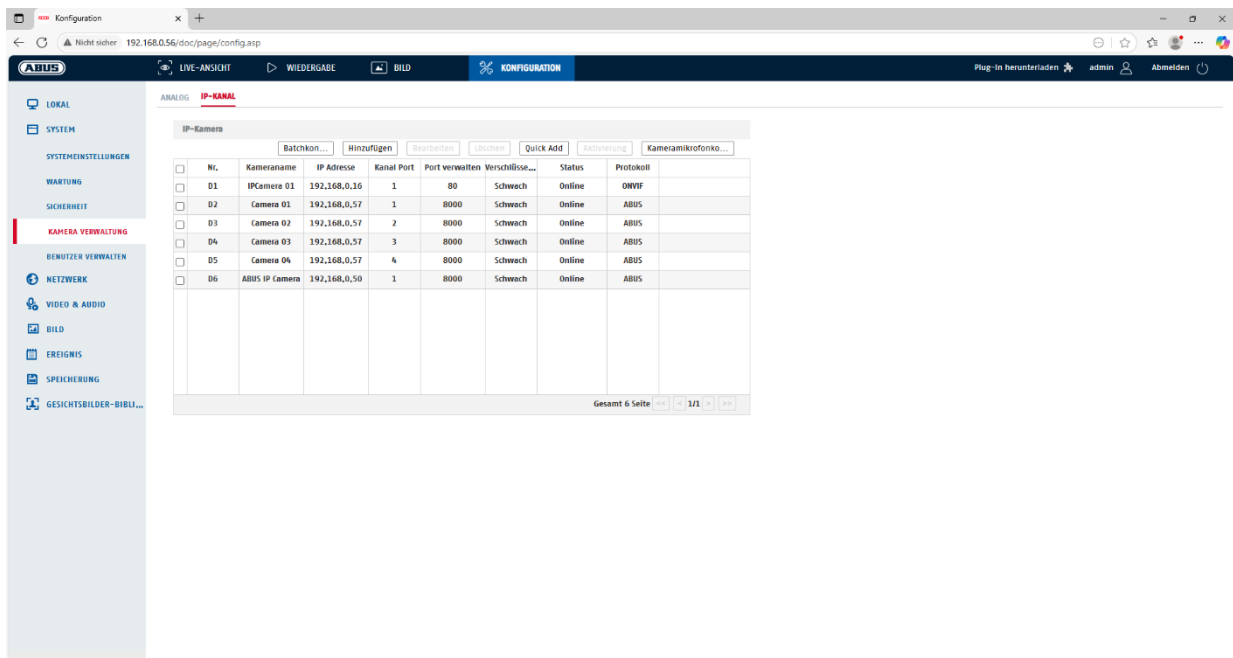 Konfiguration
Nicht sicher 192.168.0.56/doc/page/config.asp
ABUS LIVE-ANSICHT WIEDERGABE BILD KONFIGURATION Plug-In herunterladen admin Abmelden
LOKAL
SYSTEM
SYSTEMEINSTELLUNGEN
WARTUNG
SICHERHEIT
KAMERA VERWALTUNG
BENUTZER VERWALTEN
NETZWERK
VIDEO & AUDIO
BILD
EREIGNIS
SPEICHERUNG
GESICHTSBILDER-BIBLI...
ANALOG IP-KANAL
IP-Kamera
Batchkon... Hinzufügen Bearbeiten Löschen Quick Add Aktivierung Kameramikrofonko...
Nr. Kameraname IP Adresse Kanal Port Port verwalten Verschlüsse... Status Protokoll
D1 IPCamera 01 192.168.0.16 1 80 Schwach Online ONVIF
D2 Camera 01 192.168.0.57 1 8000 Schwach Online ABUS
D3 Camera 02 192.168.0.57 2 8000 Schwach Online ABUS
D4 Camera 03 192.168.0.57 3 8000 Schwach Online ABUS
D5 Camera 04 192.168.0.57 4 8000 Schwach Online ABUS
D6 ABUS IP Camera 192.168.0.50 1 8000 Schwach Online ABUS
Gesamt 6 Seite << < 1/1 > >>